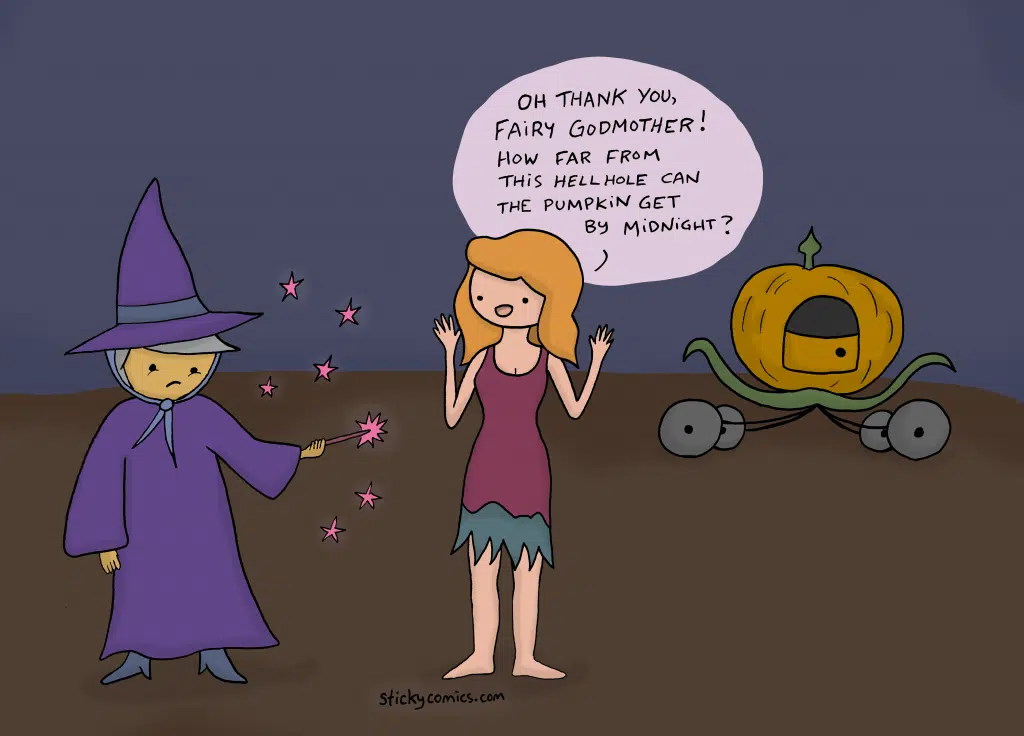 OH THANK YOU,
FAIRY GODMOTHER!
HOW FAR FROM
THIS HELLHOLE CAN
THE PUMPKIN GET
BY MIDNIGHT?
stickycomics.com